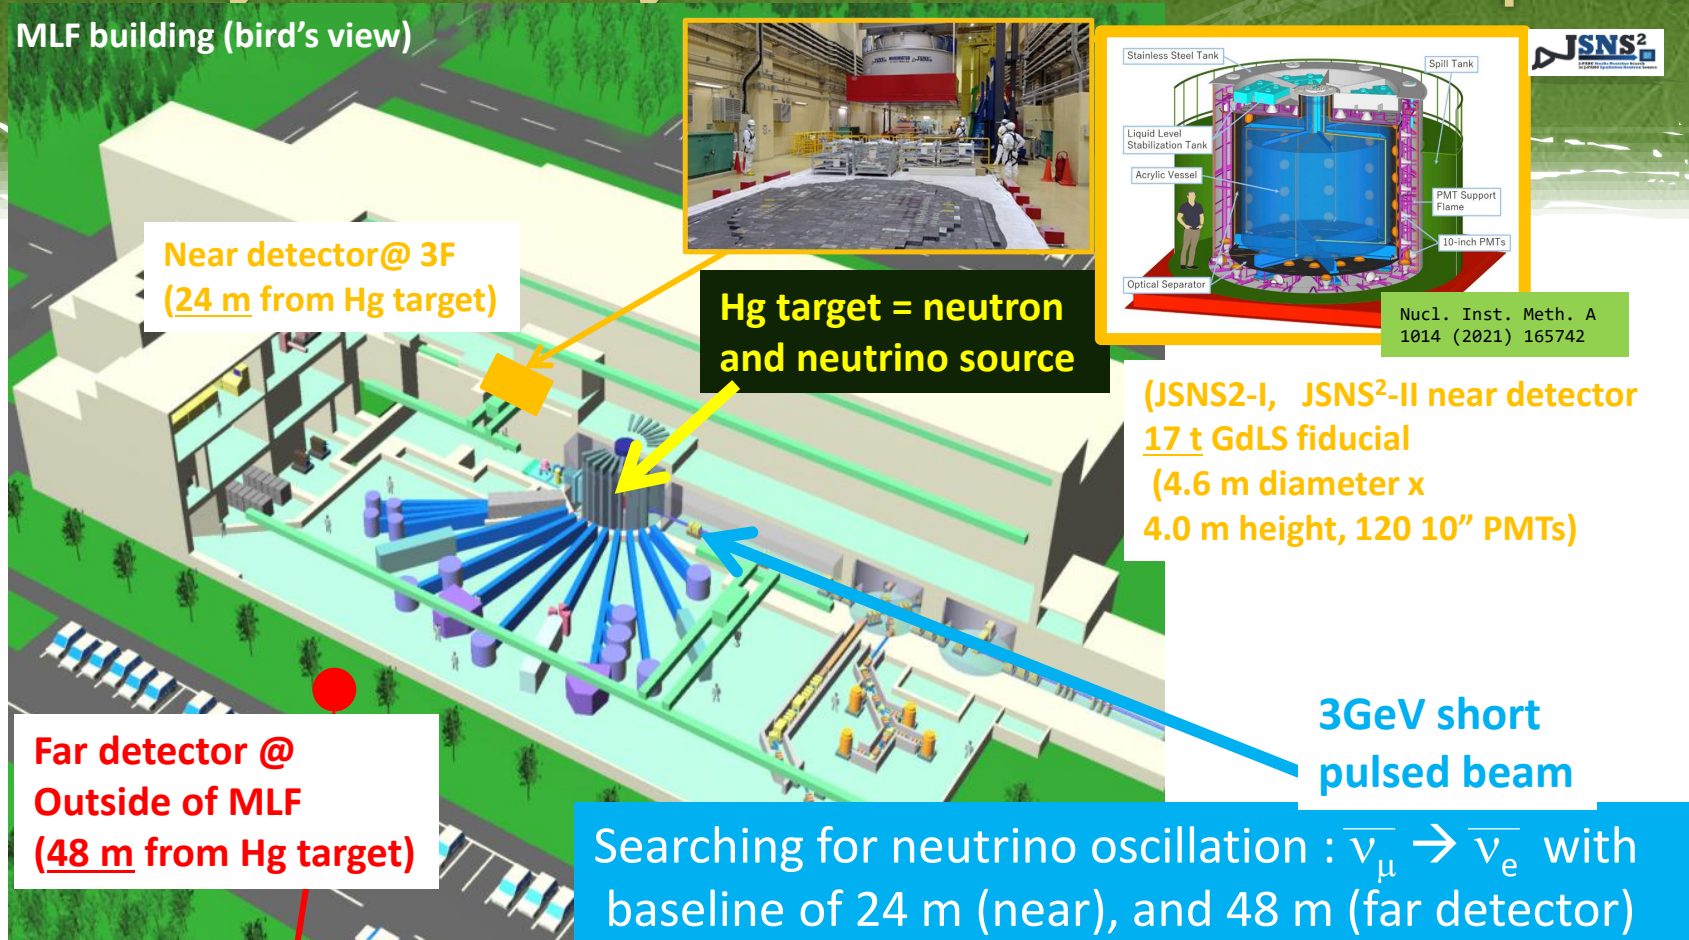 MLF building (bird's view)
JSNS²
Stainless Steel Tank
Spill Tank
Liquid Level
Stabilization Tank
Acrylic Vessel
PMT Support
Flame
10-inch PMTs
Optical Separator
Nucl. Inst. Meth. A
1014 (2021) 165742
Near detector@ 3F
(24 m from Hg target)
Hg target = neutron
and neutrino source
(JSNS2-I, JSNS²-II near detector
17 t GdLS fiducial
(4.6 m diameter x
4.0 m height, 120 10” PMTs)
3GeV short
pulsed beam
Far detector @
Outside of MLF
(48 m from Hg target)
Searching for neutrino oscillation : ν̅_μ → ν̅_e with
baseline of 24 m (near), and 48 m (far detector)